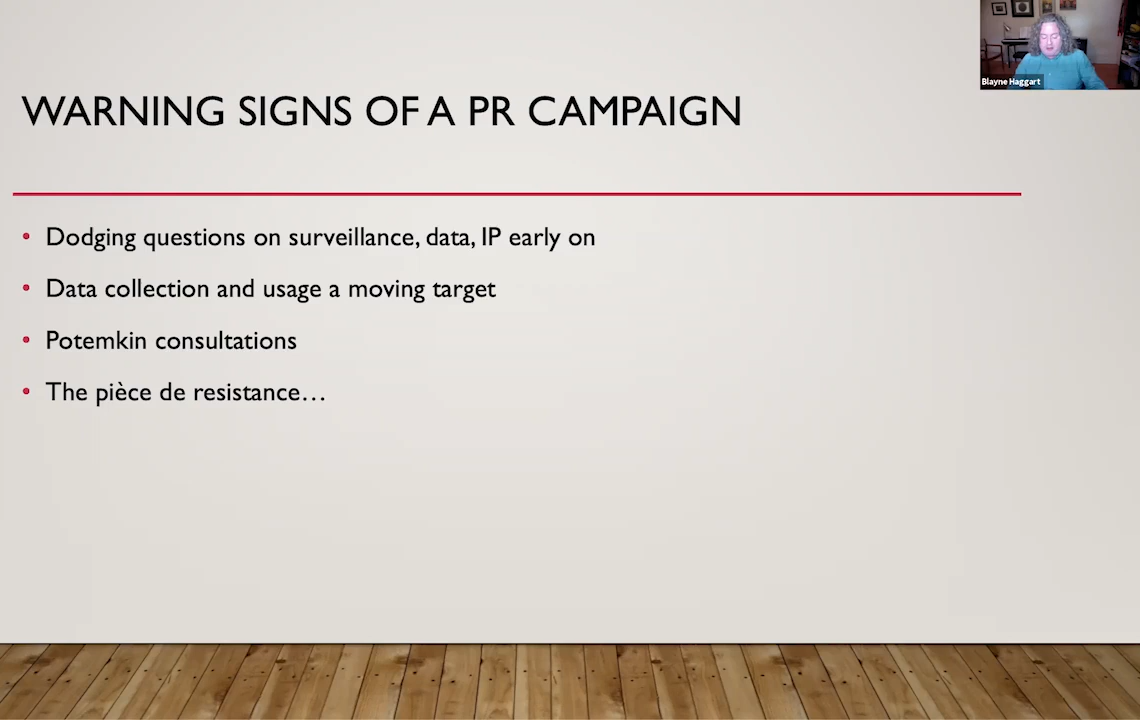 WARNING SIGNS OF A PR CAMPAIGN
• Dodging questions on surveillance, data, IP early on
• Data collection and usage a moving target
• Potemkin consultations
• The pièce de resistance…
Blayne Haggart